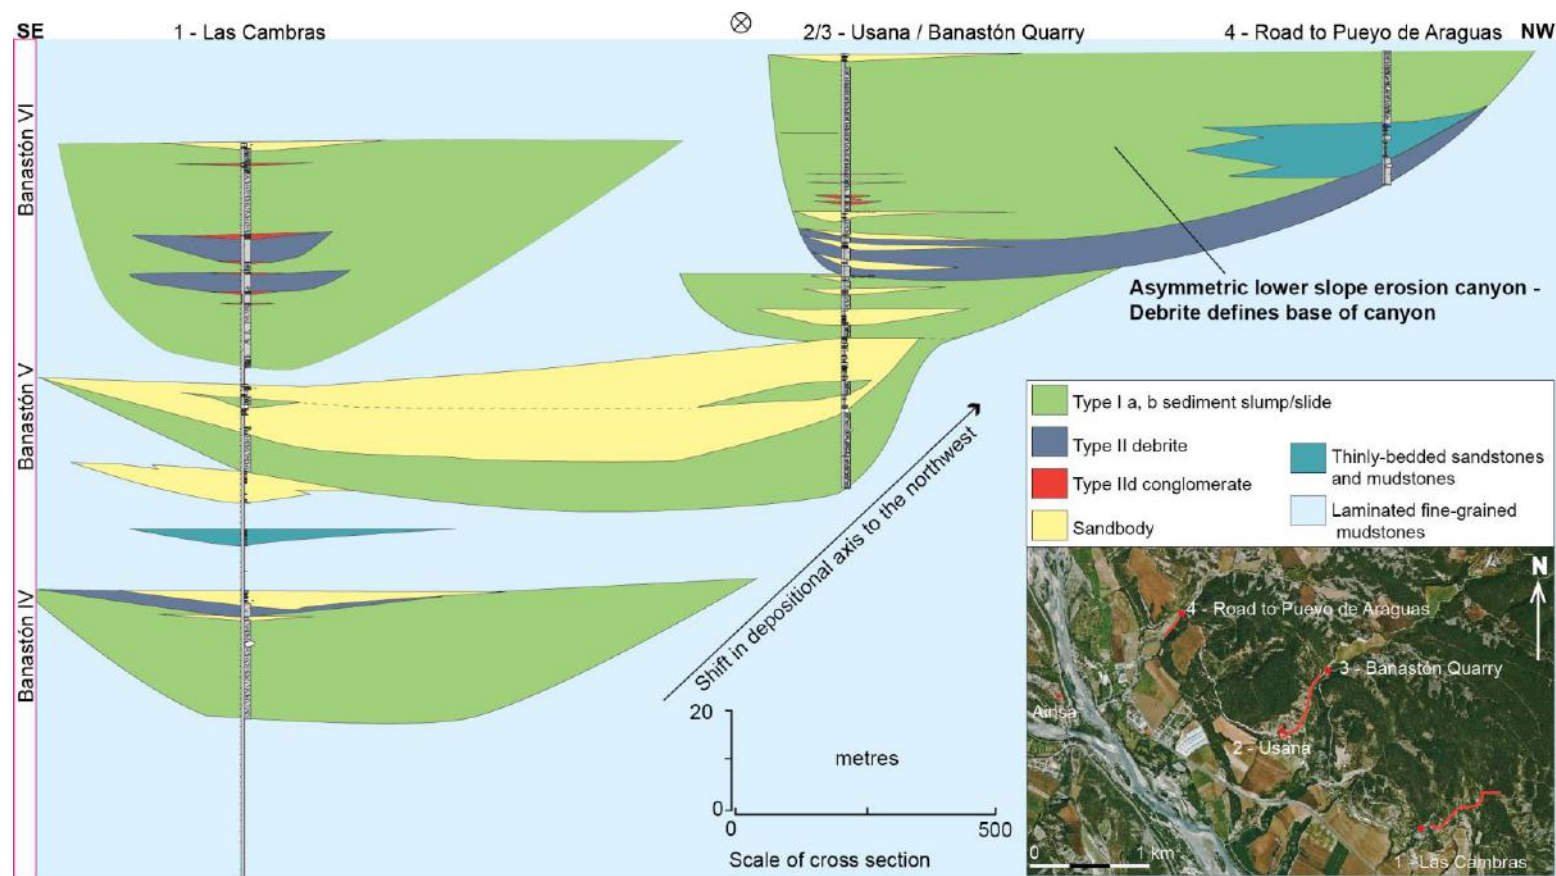 SE
1 - Las Cambras
2/3 - Usana / Banastón Quarry
4 - Road to Pueyo de Araguas
NW
Banastón VI
Banastón V
Banastón IV
Asymmetric lower slope erosion canyon -
Debrite defines base of canyon
Shift in depositional axis to the northwest
Type I a, b sediment slump/slide
Type II debrite
Type IId conglomerate
Sandbody
Thinly-bedded sandstones
and mudstones
Laminated fine-grained
mudstones
20
metres
0
0
500
Scale of cross section
N
4 - Road to Pueyo de Araguas
3 - Banastón Quarry
Ainsa
2 - Usana
0
1 km
1 - Las Cambras